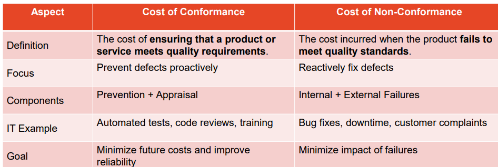 Aspect Cost of Conformance Cost of Non-Conformance
Definition The cost of ensuring that a product or service meets quality requirements. The cost incurred when the product fails to meet quality standards.
Focus Prevent defects proactively Reactively fix defects
Components Prevention + Appraisal Internal + External Failures
IT Example Automated tests, code reviews, training Bug fixes, downtime, customer complaints
Goal Minimize future costs and improve reliability Minimize impact of failures